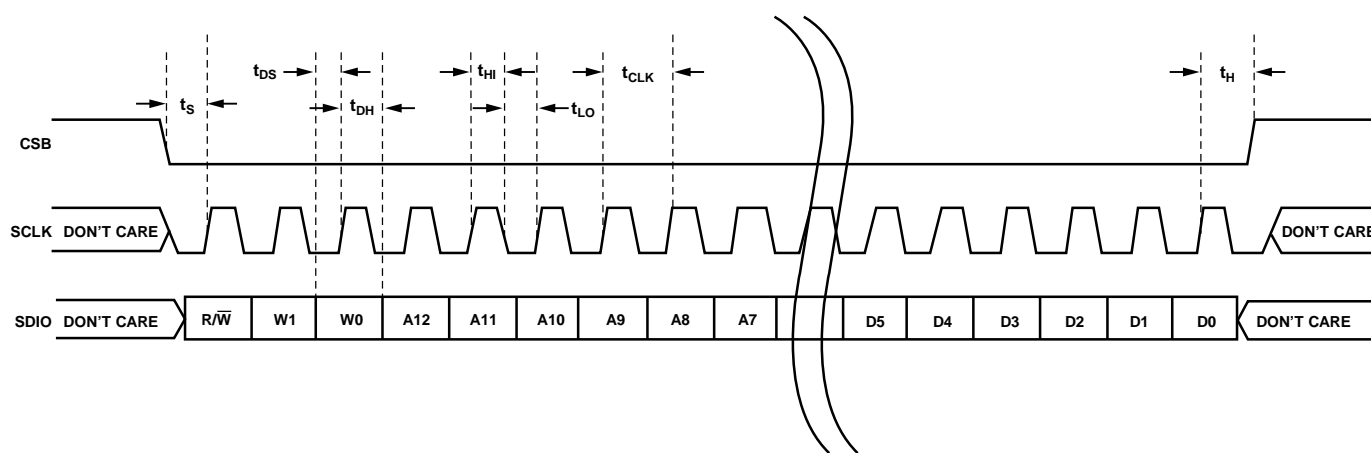 tDS
tHI
tCLK
tH
tS
tDH
tLO
CSB
SCLK DON'T CARE DON'T CARE
SDIO DON'T CARE R/W̅ W1 W0 A12 A11 A10 A9 A8 A7 D5 D4 D3 D2 D1 D0 DON'T CARE